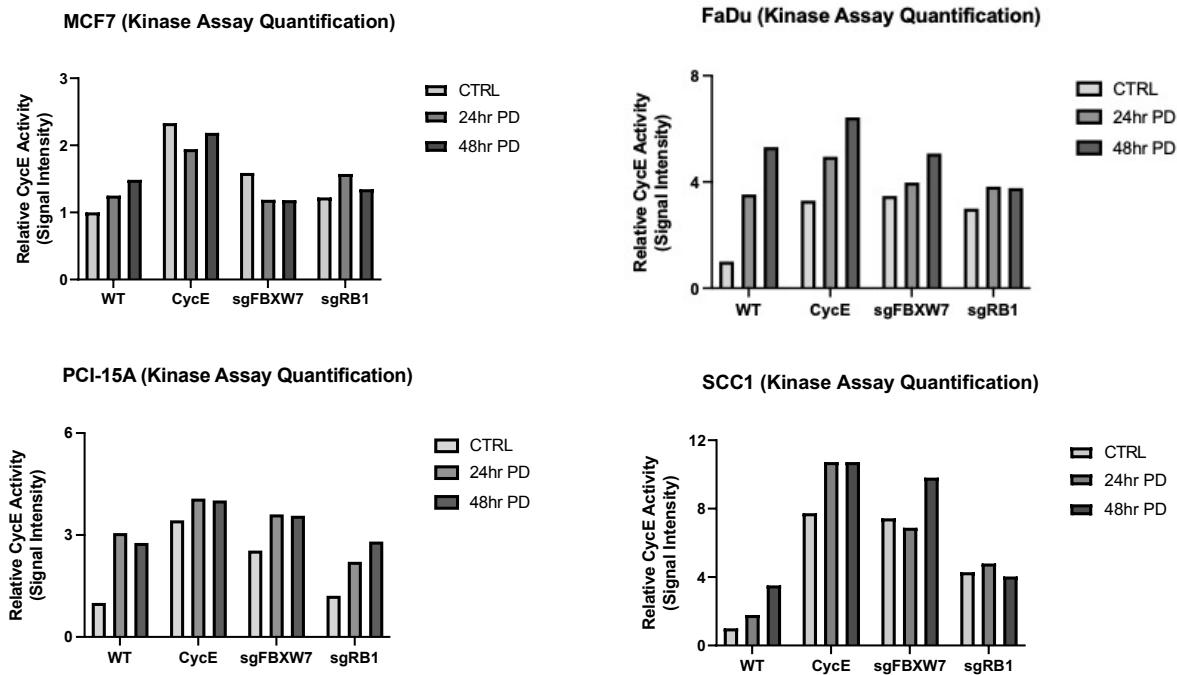 MCF7 (Kinase Assay Quantification)
Relative CycE Activity
(Signal Intensity)
3
2
1
0
WT
CycE
sgFBXW7
sgRB1
CTRL
24hr PD
48hr PD
FaDu (Kinase Assay Quantification)
Relative CycE Activity
(Signal Intensity)
8
4
0
WT
CycE
sgFBXW7
sgRB1
CTRL
24hr PD
48hr PD
PCI-15A (Kinase Assay Quantification)
Relative CycE Activity
(Signal Intensity)
6
3
0
WT
CycE
sgFBXW7
sgRB1
CTRL
24hr PD
48hr PD
SCC1 (Kinase Assay Quantification)
Relative CycE Activity
(Signal Intensity)
12
8
4
0
WT
CycE
sgFBXW7
sgRB1
CTRL
24hr PD
48hr PD